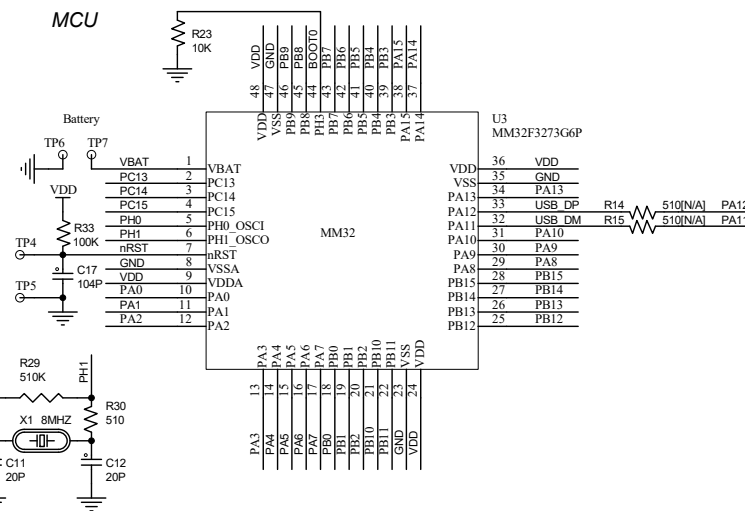 MCU
R23
10K
VDD
GND
PB9
PB8
BOOT0
PB7
PB6
PB5
PB4
PB3
PA15
PA14
48
47
46
45
44
43
42
41
40
39
38
37
VDD
VSS
PB9
PB8
PH3
PB7
PB6
PB5
PB4
PB3
PA15
PA14
U3
MM32F3273G6P
Battery
TP6
TP7
VBAT 1 VBAT
PC13 2 PC13
PC14 3 PC14
PC15 4 PC15
PH0 5 PH0_OSCI
PH1 6 PH1_OSCO
nRST 7 nRST
GND 8 VSSA
VDD 9 VDDA
PA0 10 PA0
PA1 11 PA1
PA2 12 PA2
VDD
R33
100K
TP4
C17
104P
TP5
MM32
VDD 36 VDD
VSS 35 GND
PA13 34 PA13
PA12 33 USB_DP R14 510[N/A] PA12
PA11 32 USB_DM R15 510[N/A]
PA10 31 PA10
PA9 30 PA9
PA8 29 PA8
PB15 28 PB15
PB14 27 PB14
PB13 26 PB13
PB12 25 PB12
PA3
PA4
PA5
PA6
PA7
PB0
PB1
PB2
PB10
PB11
VSS
VDD
13
14
15
16
17
18
19
20
21
22
23
24
PA3
PA4
PA5
PA6
PA7
PB0
PB1
PB2
PB10
PB11
GND
VDD
R29
510K
PH1
R30
510
X1 8MHZ
C11
20P
C12
20P